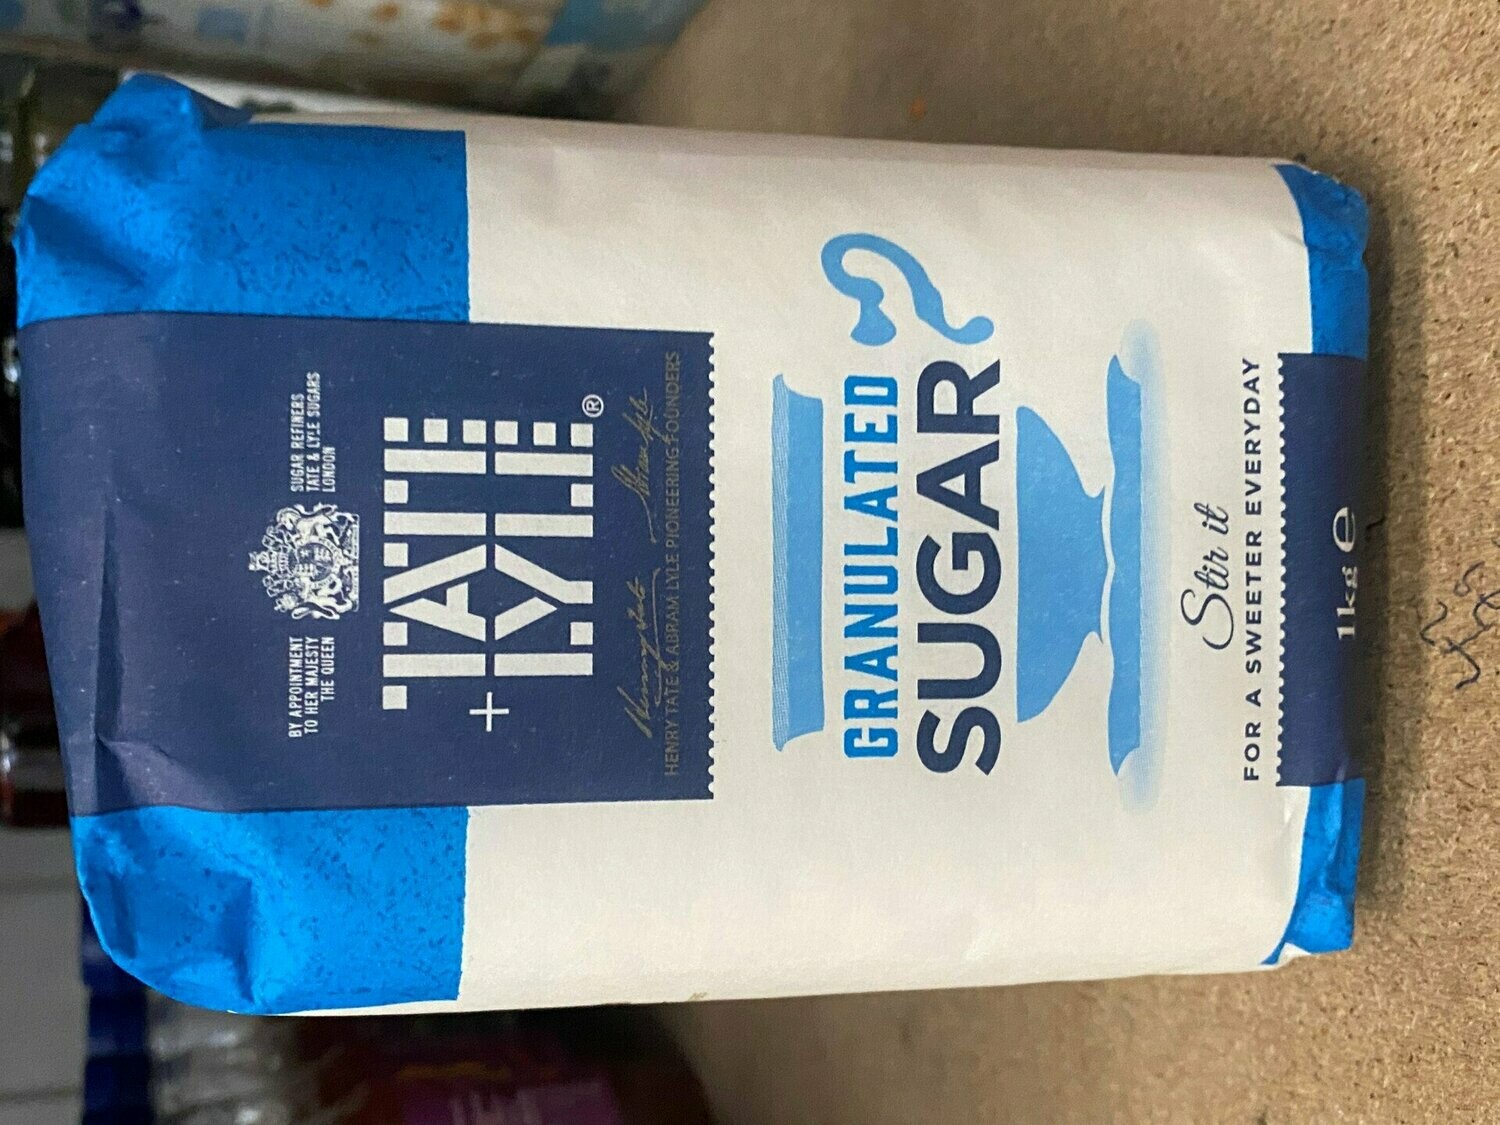 BY APPOINTMENT
TO HER MAJESTY
THE QUEEN
SUGAR REFINERS
TATE & LYLE SUGARS
LONDON
TATE
+LYLE®
HENRY TATE & ABRAM LYLE PIONEERING FOUNDERS
GRANULATED
SUGAR
Stir it
FOR A SWEETER EVERYDAY
1kg e